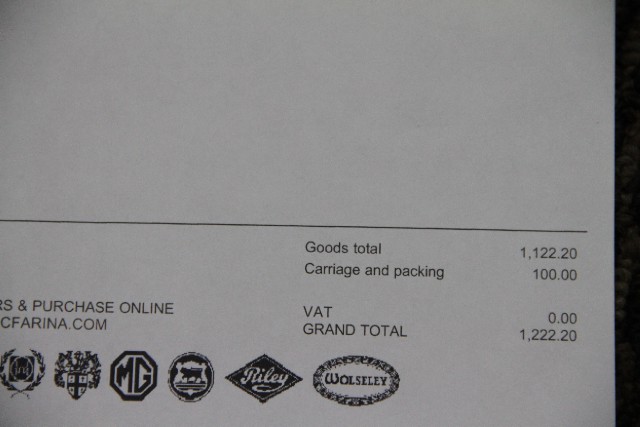 Goods total 1,122.20
Carriage and packing 100.00
RS & PURCHASE ONLINE
CFARINA.COM
VAT 0.00
GRAND TOTAL 1,222.20
MG
Riley
WOLSELEY